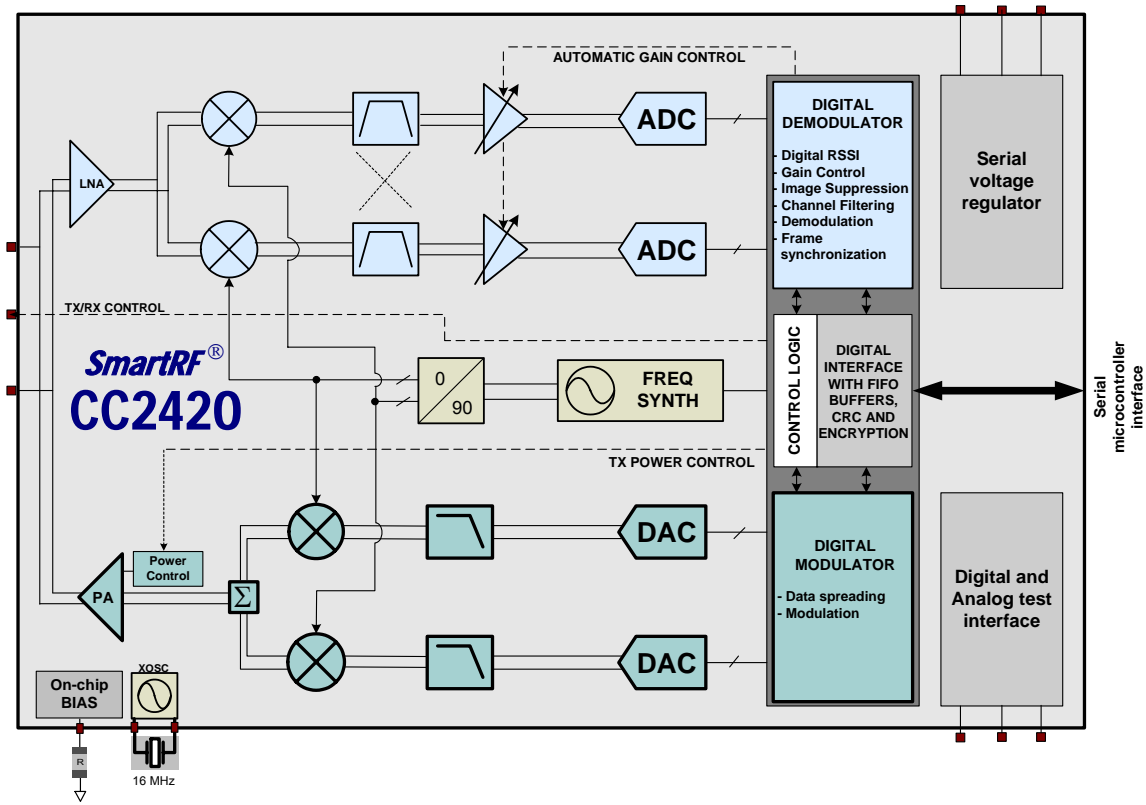 AUTOMATIC GAIN CONTROL
LNA
ADC
ADC
DIGITAL
DEMODULATOR
- Digital RSSI
- Gain Control
- Image Suppression
- Channel Filtering
- Demodulation
- Frame
synchronization
Serial
voltage
regulator
TX/RX CONTROL
SmartRF®
CC2420
0
90
FREQ
SYNTH
CONTROL LOGIC
DIGITAL
INTERFACE
WITH FIFO
BUFFERS,
CRC AND
ENCRYPTION
Serial
microcontroller
interface
TX POWER CONTROL
Power
Control
PA
Σ
DAC
DAC
DIGITAL
MODULATOR
- Data spreading
- Modulation
Digital and
Analog test
interface
On-chip
BIAS
XOSC
R
16 MHz